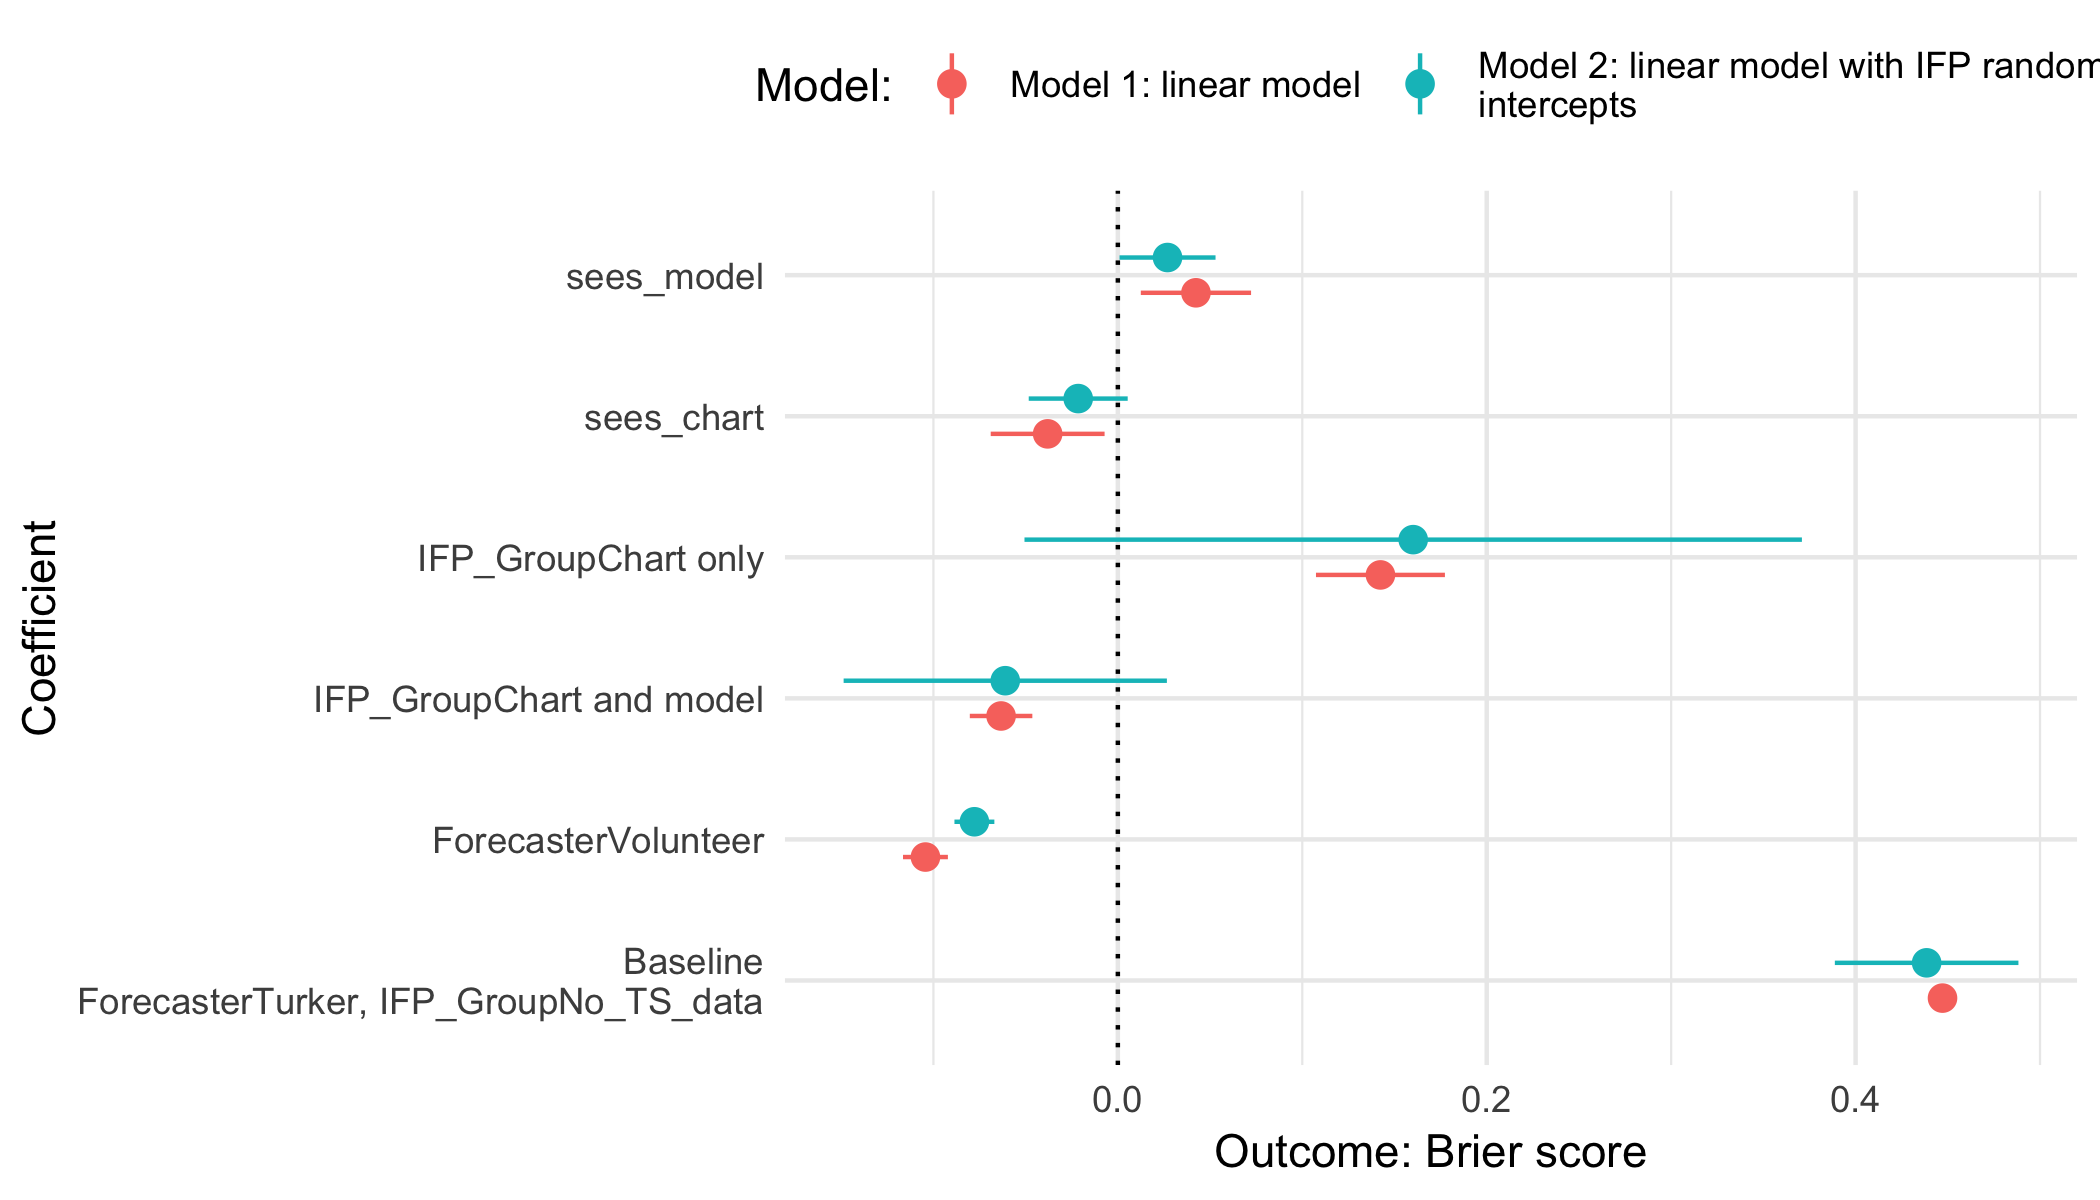 Model:
Model 1: linear model
Model 2: linear model with IFP random
intercepts
Coefficient
sees_model
sees_chart
IFP_GroupChart only
IFP_GroupChart and model
ForecasterVolunteer
Baseline
ForecasterTurker, IFP_GroupNo_TS_data
0.0
0.2
0.4
Outcome: Brier score